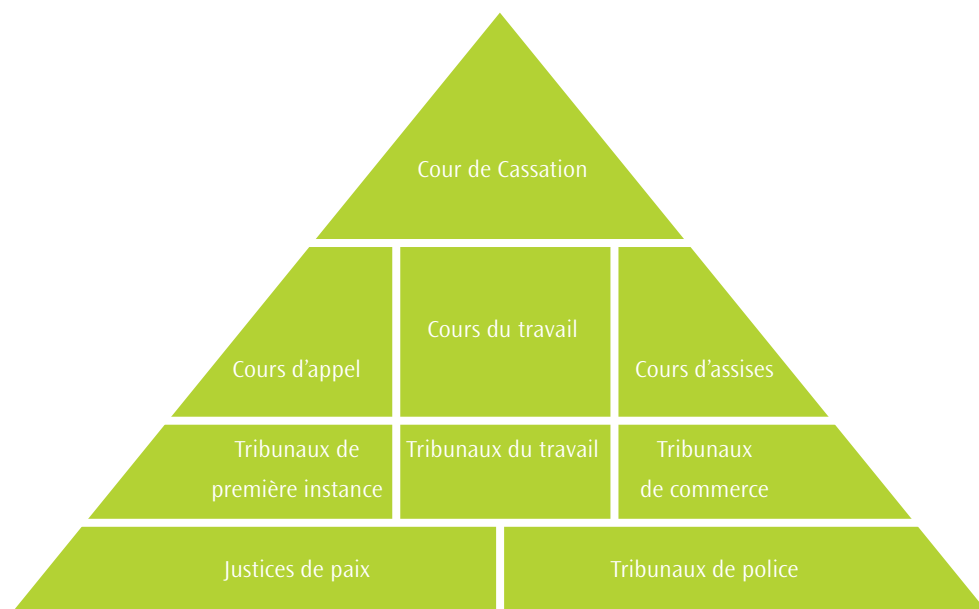 Cour de Cassation
Cours d’appel
Cours du travail
Cours d’assises
Tribunaux de
première instance
Tribunaux du travail
Tribunaux
de commerce
Justices de paix
Tribunaux de police